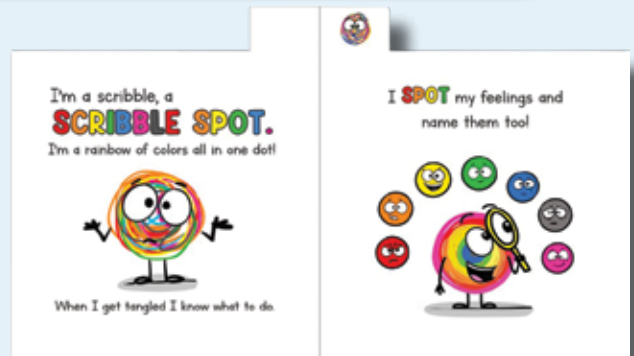 I'm a scribble, a
SCRIBBLE SPOT.
I'm a rainbow of colors all in one dot!
When I get tangled I know what to do.
I SPOT my feelings and
name them too!